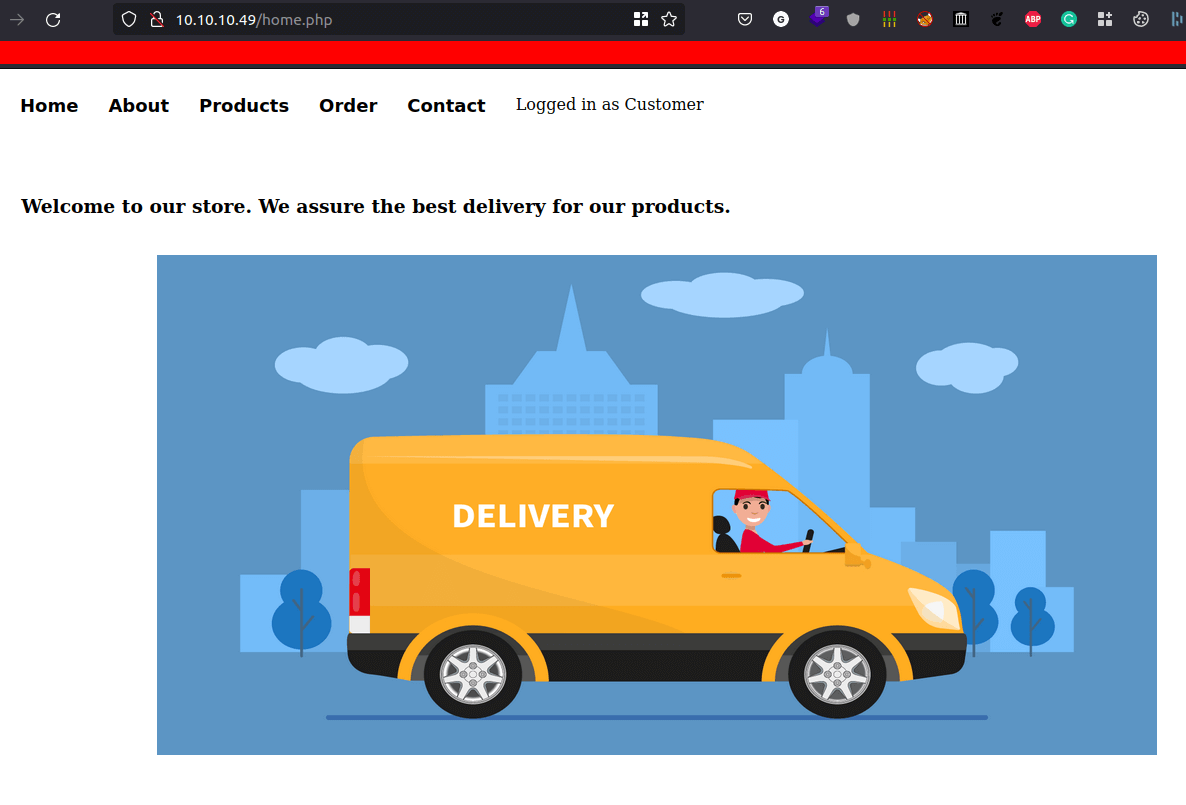 10.10.10.49/home.php
6
G
ABP
G
Home About Products Order Contact Logged in as Customer
Welcome to our store. We assure the best delivery for our products.
DELIVERY